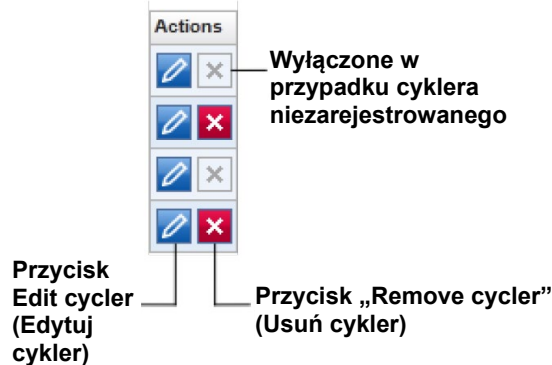 Actions
Wyłączone w
przypadku cyklera
niezarejestrowanego
Przycisk
Edit cycler
(Edytuj
cykler)
Przycisk „Remove cycler”
(Usuń cykler)